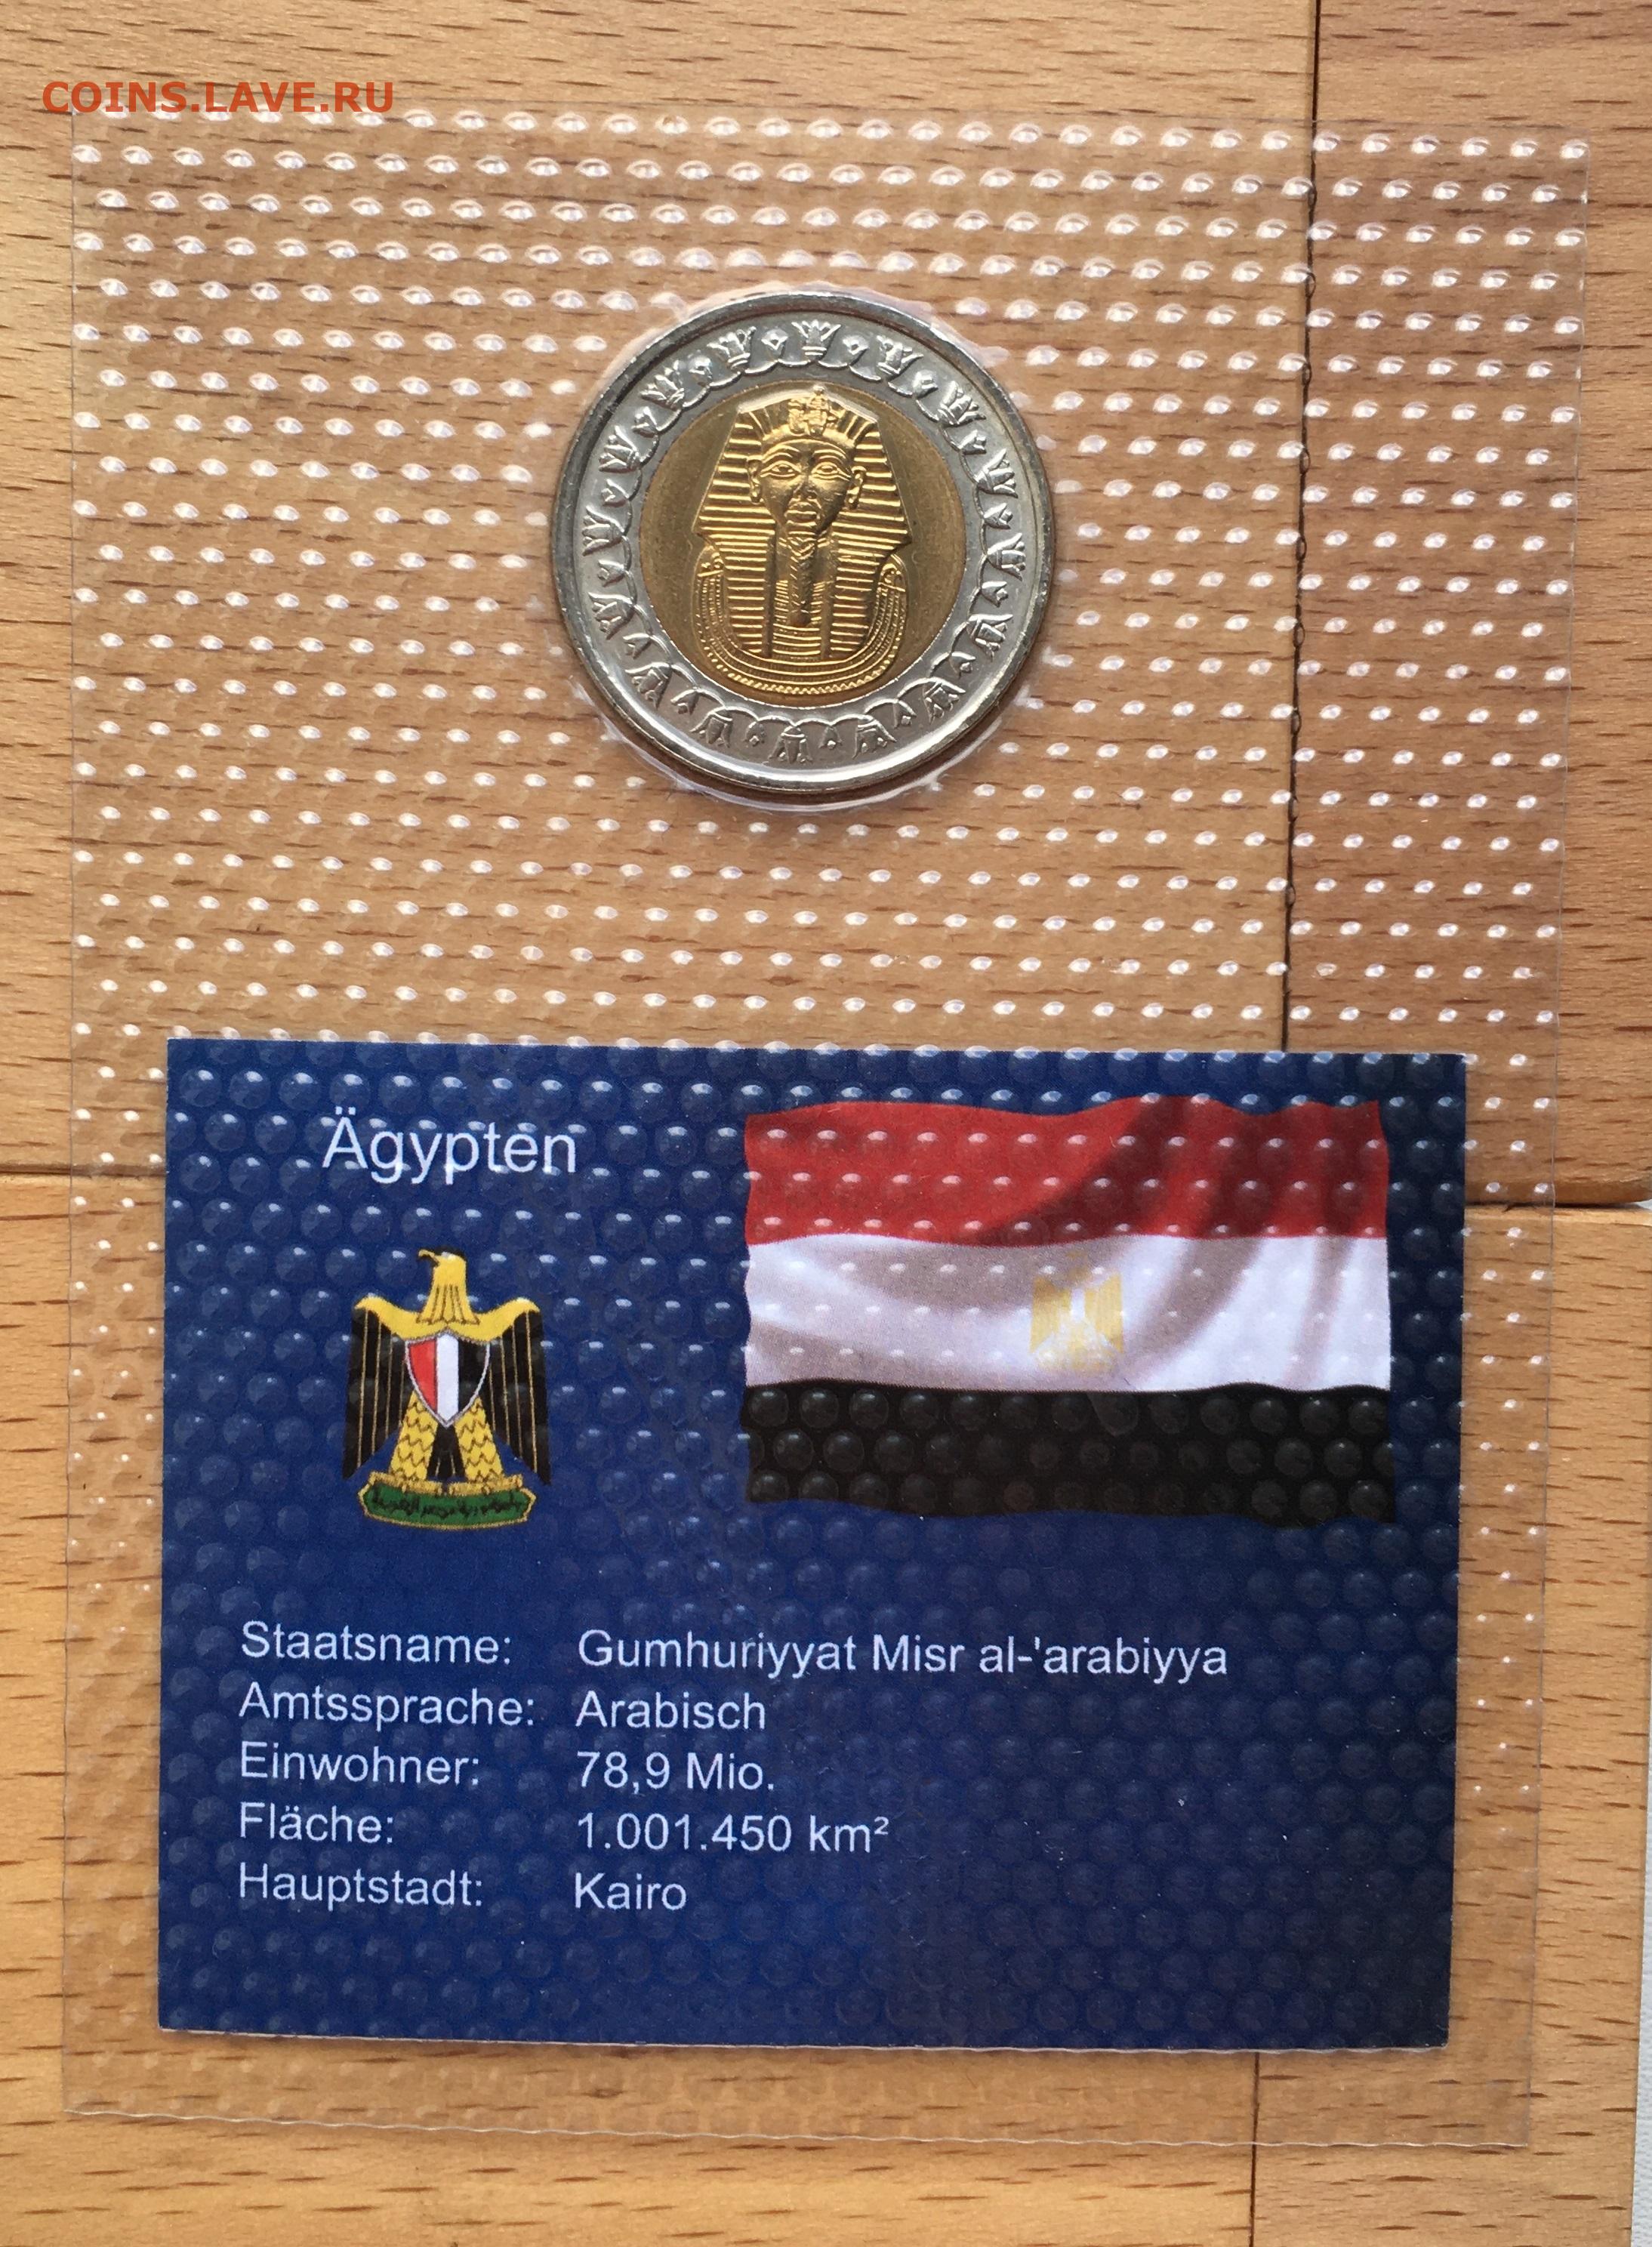 COINS.LAVE.RU
Ägypten
Staatsname: Gumhuriyyat Misr al-'arabiyya
Amtssprache: Arabisch
Einwohner: 78,9 Mio.
Fläche: 1.001.450 km²
Hauptstadt: Kairo